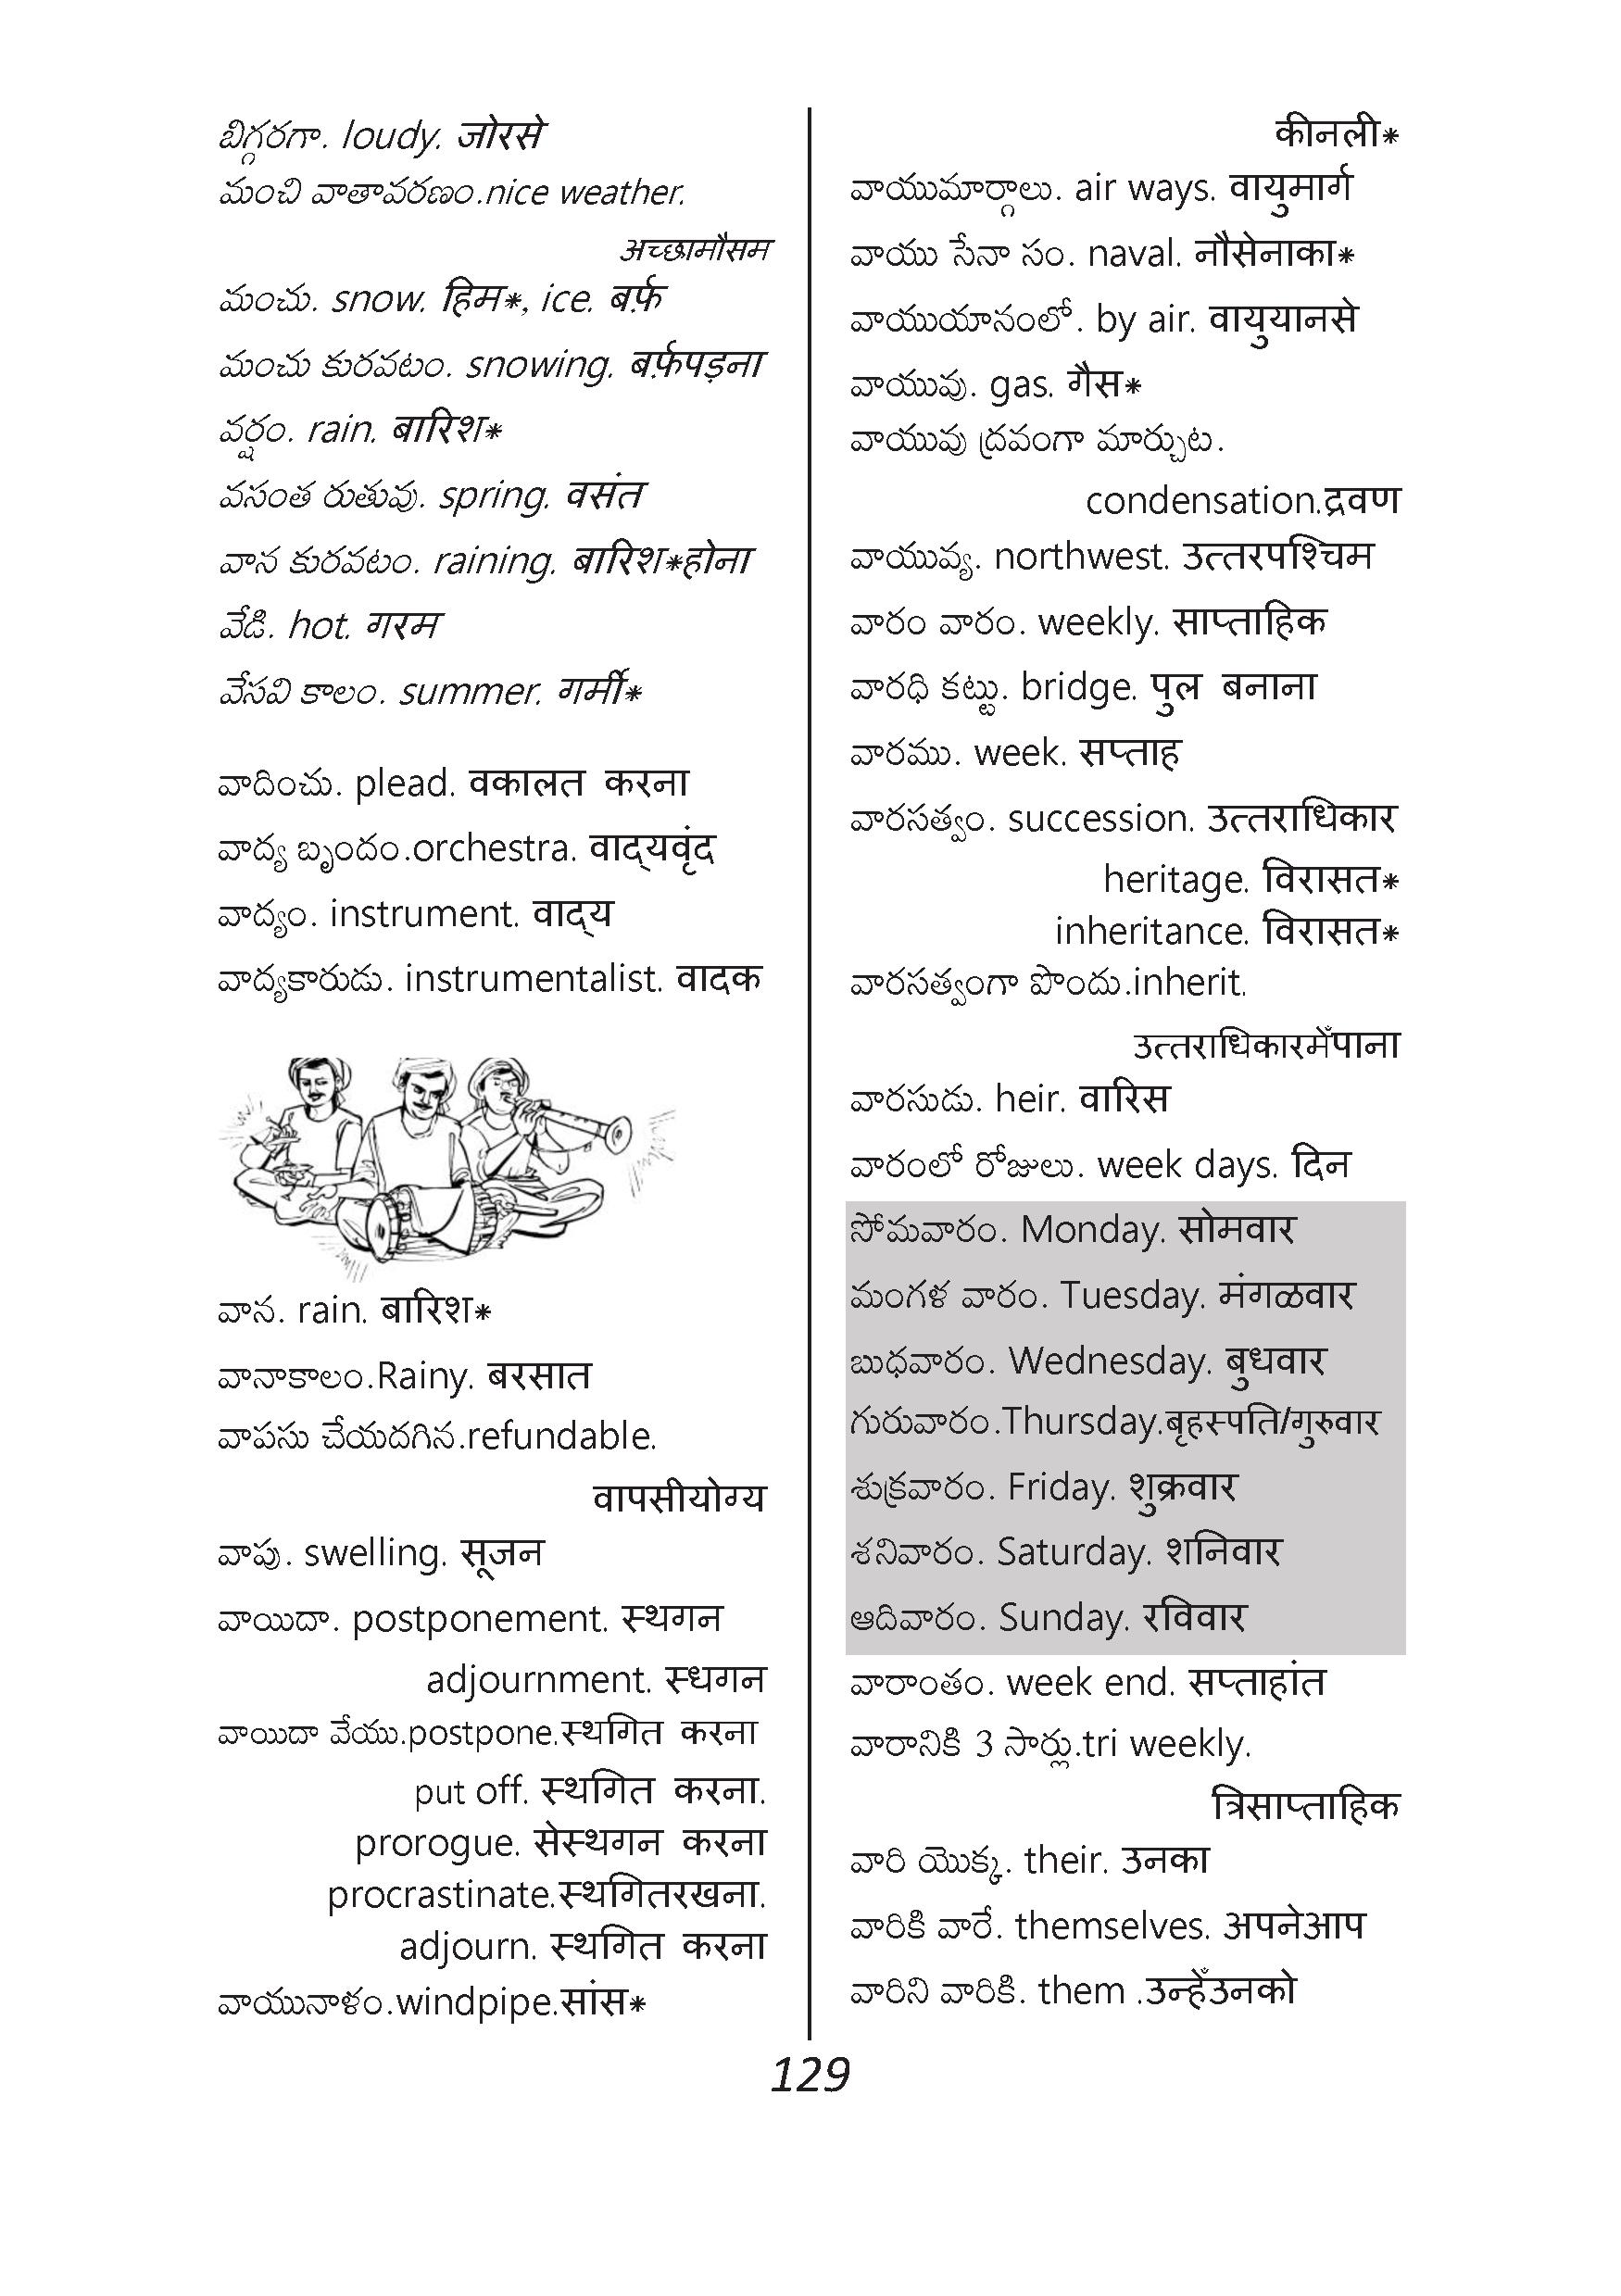 బిగ్గరగా. loudy. जोरसे
మంచి వాతావరణం.nice weather.
अच्छामौसम
మంచు. snow. हिम*, ice. बर्फ़
మంచు కురవటం. snowing. बर्फ़पड़ना
వర్షం. rain. बारिश*
వసంత రుతువు. spring. वसंत
వాన కురవటం. raining. बारिश*होना
వేడి. hot. गरम
వేసవి కాలం. summer. गर्मी*
వాదించు. plead. वकालत करना
వాద్య బృందం.orchestra. वाद्यवृंद
వాద్యం. instrument. वाद्य
వాద్యకారుడు. instrumentalist. वादक
వాన. rain. बारिश*
వానాకాలం.Rainy. बरसात
వాపసు చేయదగిన.refundable.
वापसीयोग्य
వాపు. swelling. सूजन
వాయిదా. postponement. स्थगन
adjournment. स्धगन
వాయిదా వేయు.postpone.स्थगित करना
put off. स्थगित करना.
prorogue. सेस्थगन करना
procrastinate.स्थगितरखना.
adjourn. स्थगित करना
వాయునాళం.windpipe.सांस*
कीनली*
వాయుమార్గాలు. air ways. वायुमार्ग
వాయు సేనా సం. naval. नौसेनाका*
వాయుయానంలో. by air. वायुयानसे
వాయువు. gas. गैस*
వాయువు ద్రవంగా మార్చుట.
condensation.द्रवण
వాయువ్య. northwest. उत्तरपश्चिम
వారం వారం. weekly. साप्ताहिक
వారధి కట్టు. bridge. पुल बनाना
వారము. week. सप्ताह
వారసత్వం. succession. उत्तराधिकार
heritage. विरासत*
inheritance. विरासत*
వారసత్వంగా పొందు.inherit.
उत्तराधिकारमेँपाना
వారసుడు. heir. वारिस
వారంలో రోజులు. week days. दिन
సోమవారం. Monday. सोमवार
మంగళ వారం. Tuesday. मंगळवार
బుధవారం. Wednesday. बुधवार
గురువారం.Thursday.बृहस्पति/गुरुवार
శుక్రవారం. Friday. शुक्रवार
శనివారం. Saturday. शनिवार
ఆదివారం. Sunday. रविवार
వారాంతం. week end. सप्ताहांत
వారానికి 3 సార్లు.tri weekly.
त्रिसाप्ताहिक
వారి యొక్క. their. उनका
వారికి వారే. themselves. अपनेआप
వారిని వారికి. them .उन्हेँउनको
129